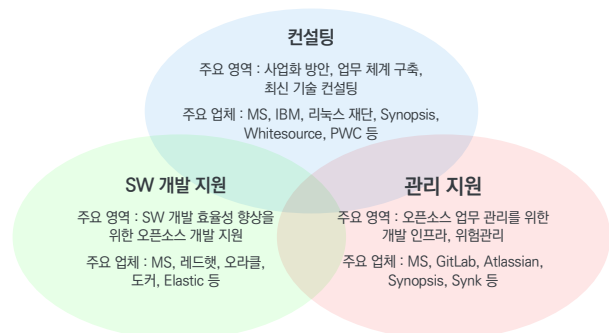 컨설팅
주요 영역 : 사업화 방안, 업무 체계 구축,
최신 기술 컨설팅
주요 업체 : MS, IBM, 리눅스 재단, Synopsis,
Whitesource, PWC 등
SW 개발 지원
주요 영역 : SW 개발 효율성 향상을
위한 오픈소스 개발 지원
주요 업체 : MS, 레드햇, 오라클,
도커, Elastic 등
관리 지원
주요 영역 : 오픈소스 업무 관리를 위한
개발 인프라, 위험관리
주요 업체 : MS, GitLab, Atlassian,
Synopsis, Synk 등